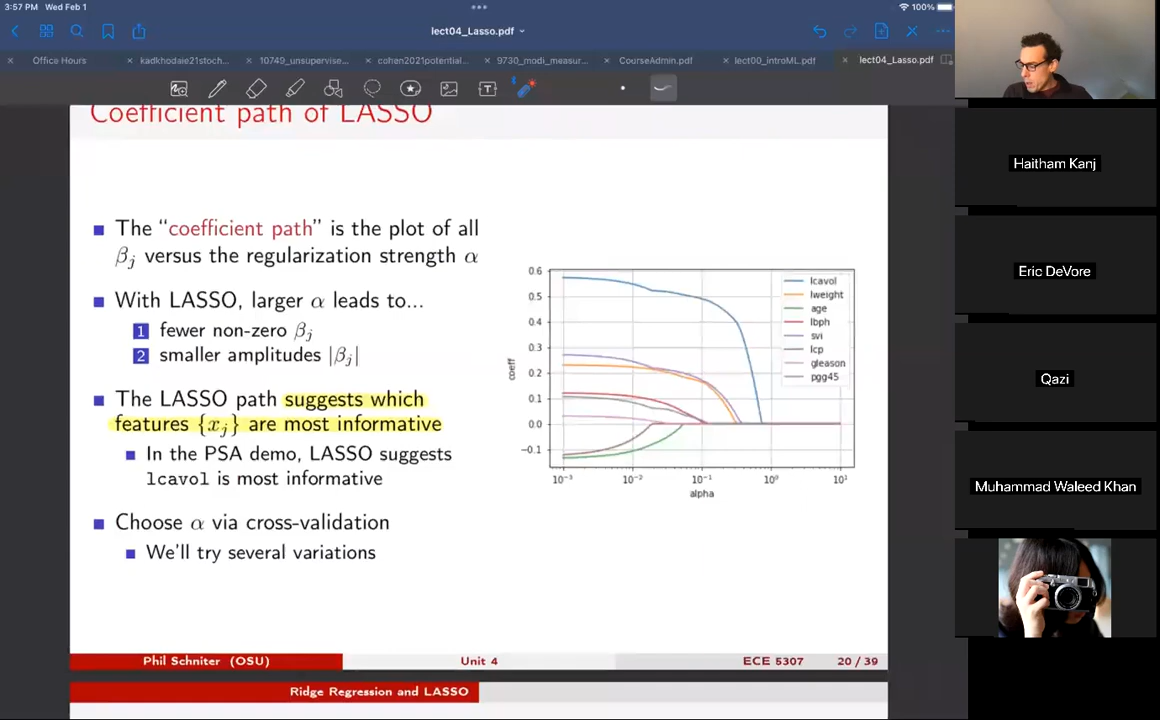 3:57 PM Wed Feb 1
100%
lect04_Lasso.pdf
Office Hours
kadkhodaie21stoch...
10749_unsupervise...
cohen2021potential...
9730_modi_measur...
CourseAdmin.pdf
lect00_introML.pdf
lect04_Lasso.pdf
Coefficient path of LASSO
The “coefficient path” is the plot of all
βj versus the regularization strength α
With LASSO, larger α leads to...
1 fewer non-zero βj
2 smaller amplitudes |βj|
The LASSO path suggests which
features {xj} are most informative
In the PSA demo, LASSO suggests
lcavol is most informative
Choose α via cross-validation
We'll try several variations
0.6
0.5
0.4
0.3
0.2
0.1
0.0
−0.1
coeff
lcavol
lweight
age
lbph
svi
lcp
gleason
pgg45
10⁻³
10⁻²
10⁻¹
10⁰
10¹
alpha
Phil Schniter (OSU)
Unit 4
ECE 5307
20 / 39
Ridge Regression and LASSO
Haitham Kanj
Eric DeVore
Qazi
Muhammad Waleed Khan